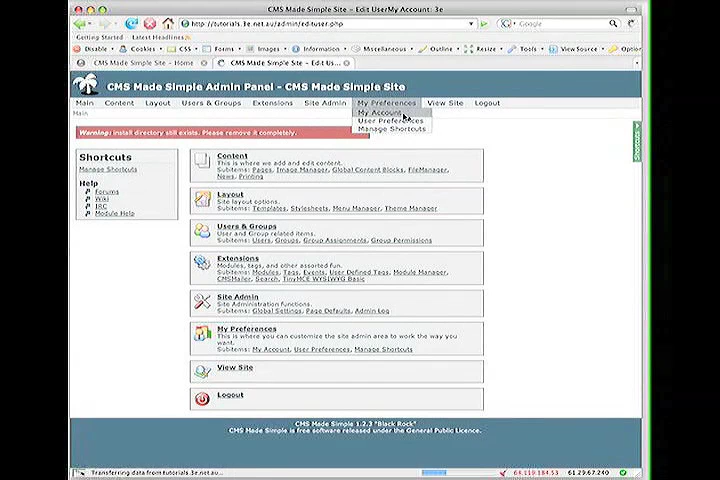 CMS Made Simple Site - Edit UserMy Account: 3e
http://tutorials.3e.net.au/admin/edituser.php
Google
Getting Started Latest Headlines
Disable Cookies CSS Forms Images Information Miscellaneous Outline Resize Tools View Source Option
CMS Made Simple Site - Home CMS Made Simple Site - Edit Us...
CMS Made Simple Admin Panel - CMS Made Simple Site
Main Content Layout Users & Groups Extensions Site Admin My Preferences View Site Logout
Main
My Account
User Preferences
Manage Shortcuts
Warning: install directory still exists. Please remove it completely.
Shortcuts
Shortcuts
Manage Shortcuts
Help
Forums
Wiki
IRC
Module Help
Content
This is where we add and edit content.
Subitems: Pages, Image Manager, Global Content Blocks, FileManager,
News, Printing
Layout
Site layout options.
Subitems: Templates, Stylesheets, Menu Manager, Theme Manager
Users & Groups
User and Group related items.
Subitems: Users, Groups, Group Assignments, Group Permissions
Extensions
Modules, tags, and other assorted fun.
Subitems: Modules, Tags, Events, User Defined Tags, Module Manager,
CMSMailer, Search, TinyMCE WYSIWYG Basic
Site Admin
Site Administration functions.
Subitems: Global Settings, Page Defaults, Admin Log
My Preferences
This is where you can customize the site admin area to work the way you
want.
Subitems: My Account, User Preferences, Manage Shortcuts
View Site
Logout
CMS Made Simple 1.2.3 "Black Rock"
CMS Made Simple is free software released under the General Public Licence.
Transferring data from tutorials.3e.net.au...
64.119.184.53
61.29.67.240